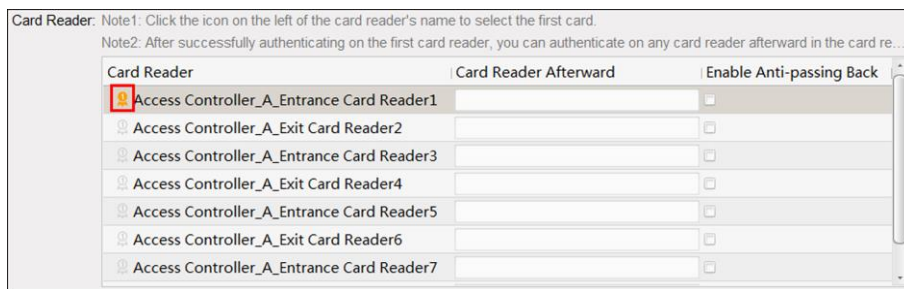 Card Reader: Note1: Click the icon on the left of the card reader's name to select the first card.
Note2: After successfully authenticating on the first card reader, you can authenticate on any card reader afterward in the card re...
Card Reader Card Reader Afterward Enable Anti-passing Back
Access Controller_A_Entrance Card Reader1
Access Controller_A_Exit Card Reader2
Access Controller_A_Entrance Card Reader3
Access Controller_A_Exit Card Reader4
Access Controller_A_Entrance Card Reader5
Access Controller_A_Exit Card Reader6
Access Controller_A_Entrance Card Reader7